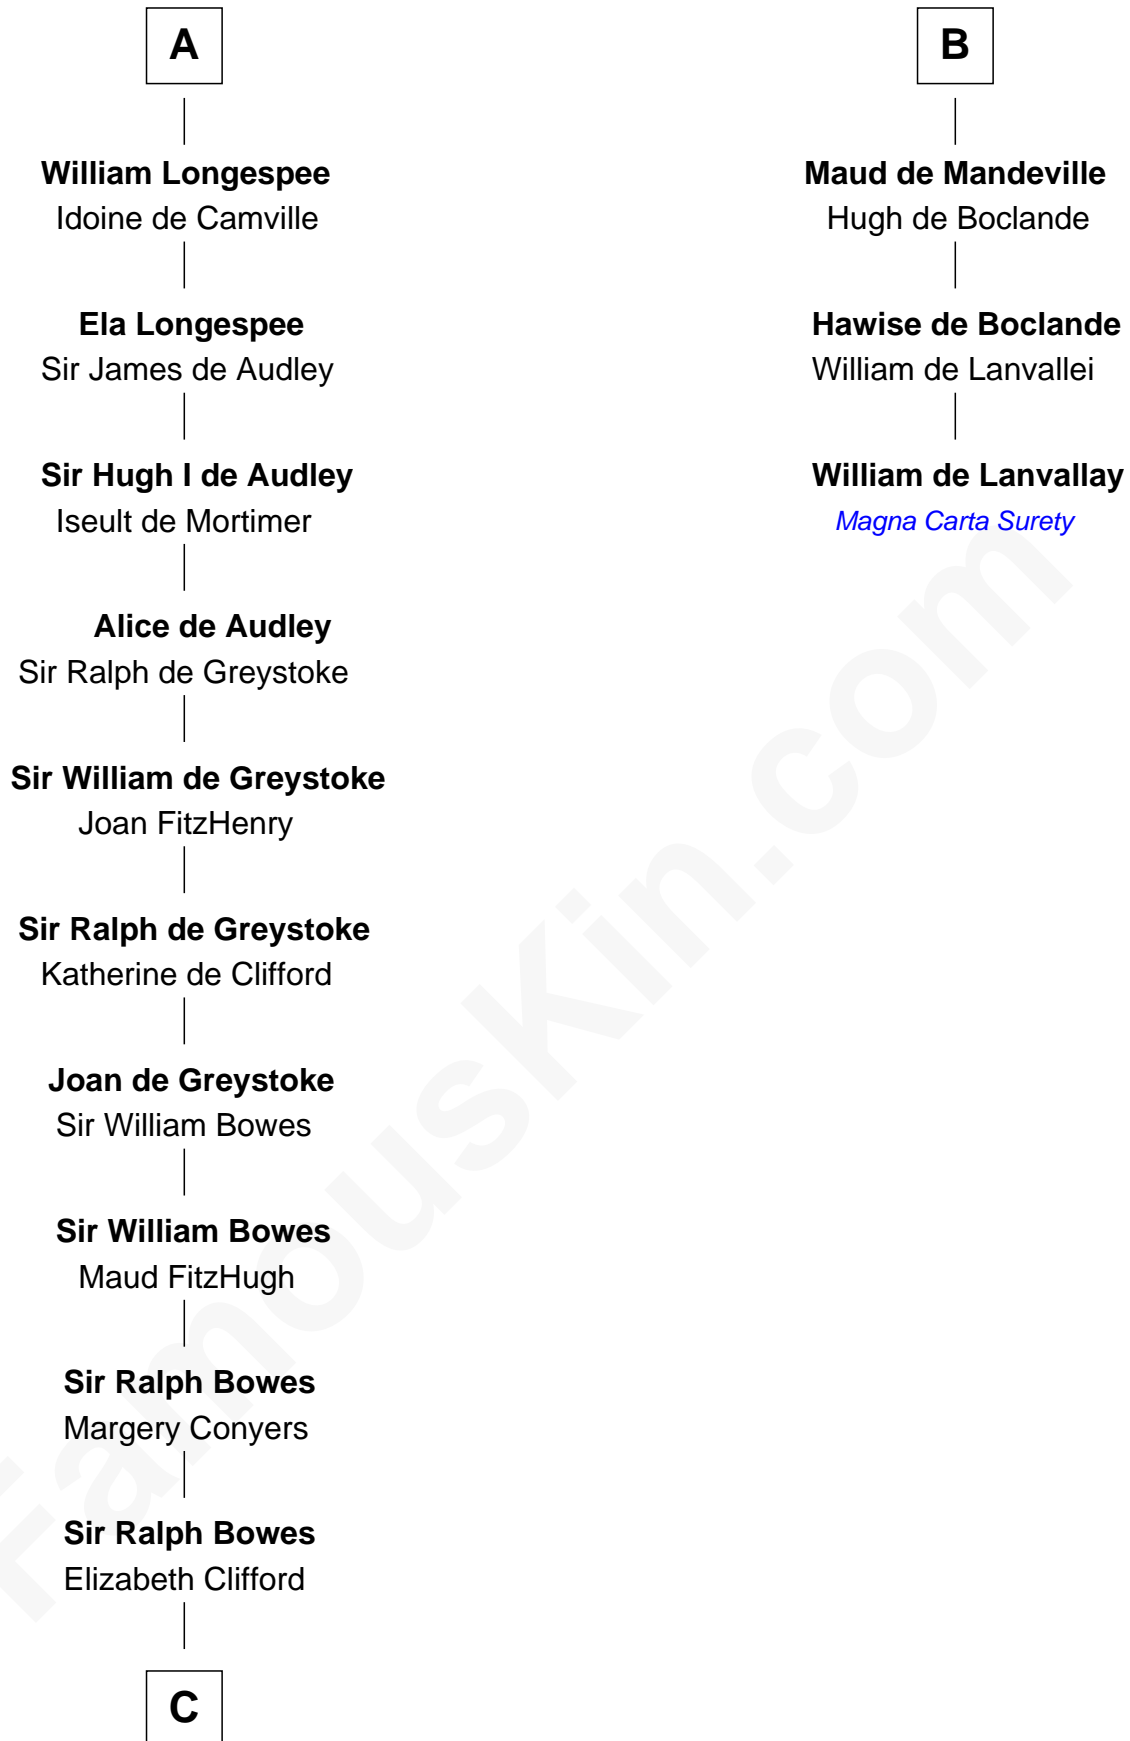 A
William Longespee
Idoine de Camville
Ela Longespee
Sir James de Audley
Sir Hugh I de Audley
Iseult de Mortimer
Alice de Audley
Sir Ralph de Greystoke
Sir William de Greystoke
Joan FitzHenry
Sir Ralph de Greystoke
Katherine de Clifford
Joan de Greystoke
Sir William Bowes
Sir William Bowes
Maud FitzHugh
Sir Ralph Bowes
Margery Conyers
Sir Ralph Bowes
Elizabeth Clifford
C
B
Maud de Mandeville
Hugh de Boclande
Hawise de Boclande
William de Lanvallei
William de Lanvallay
Magna Carta Surety
FamousKin.com